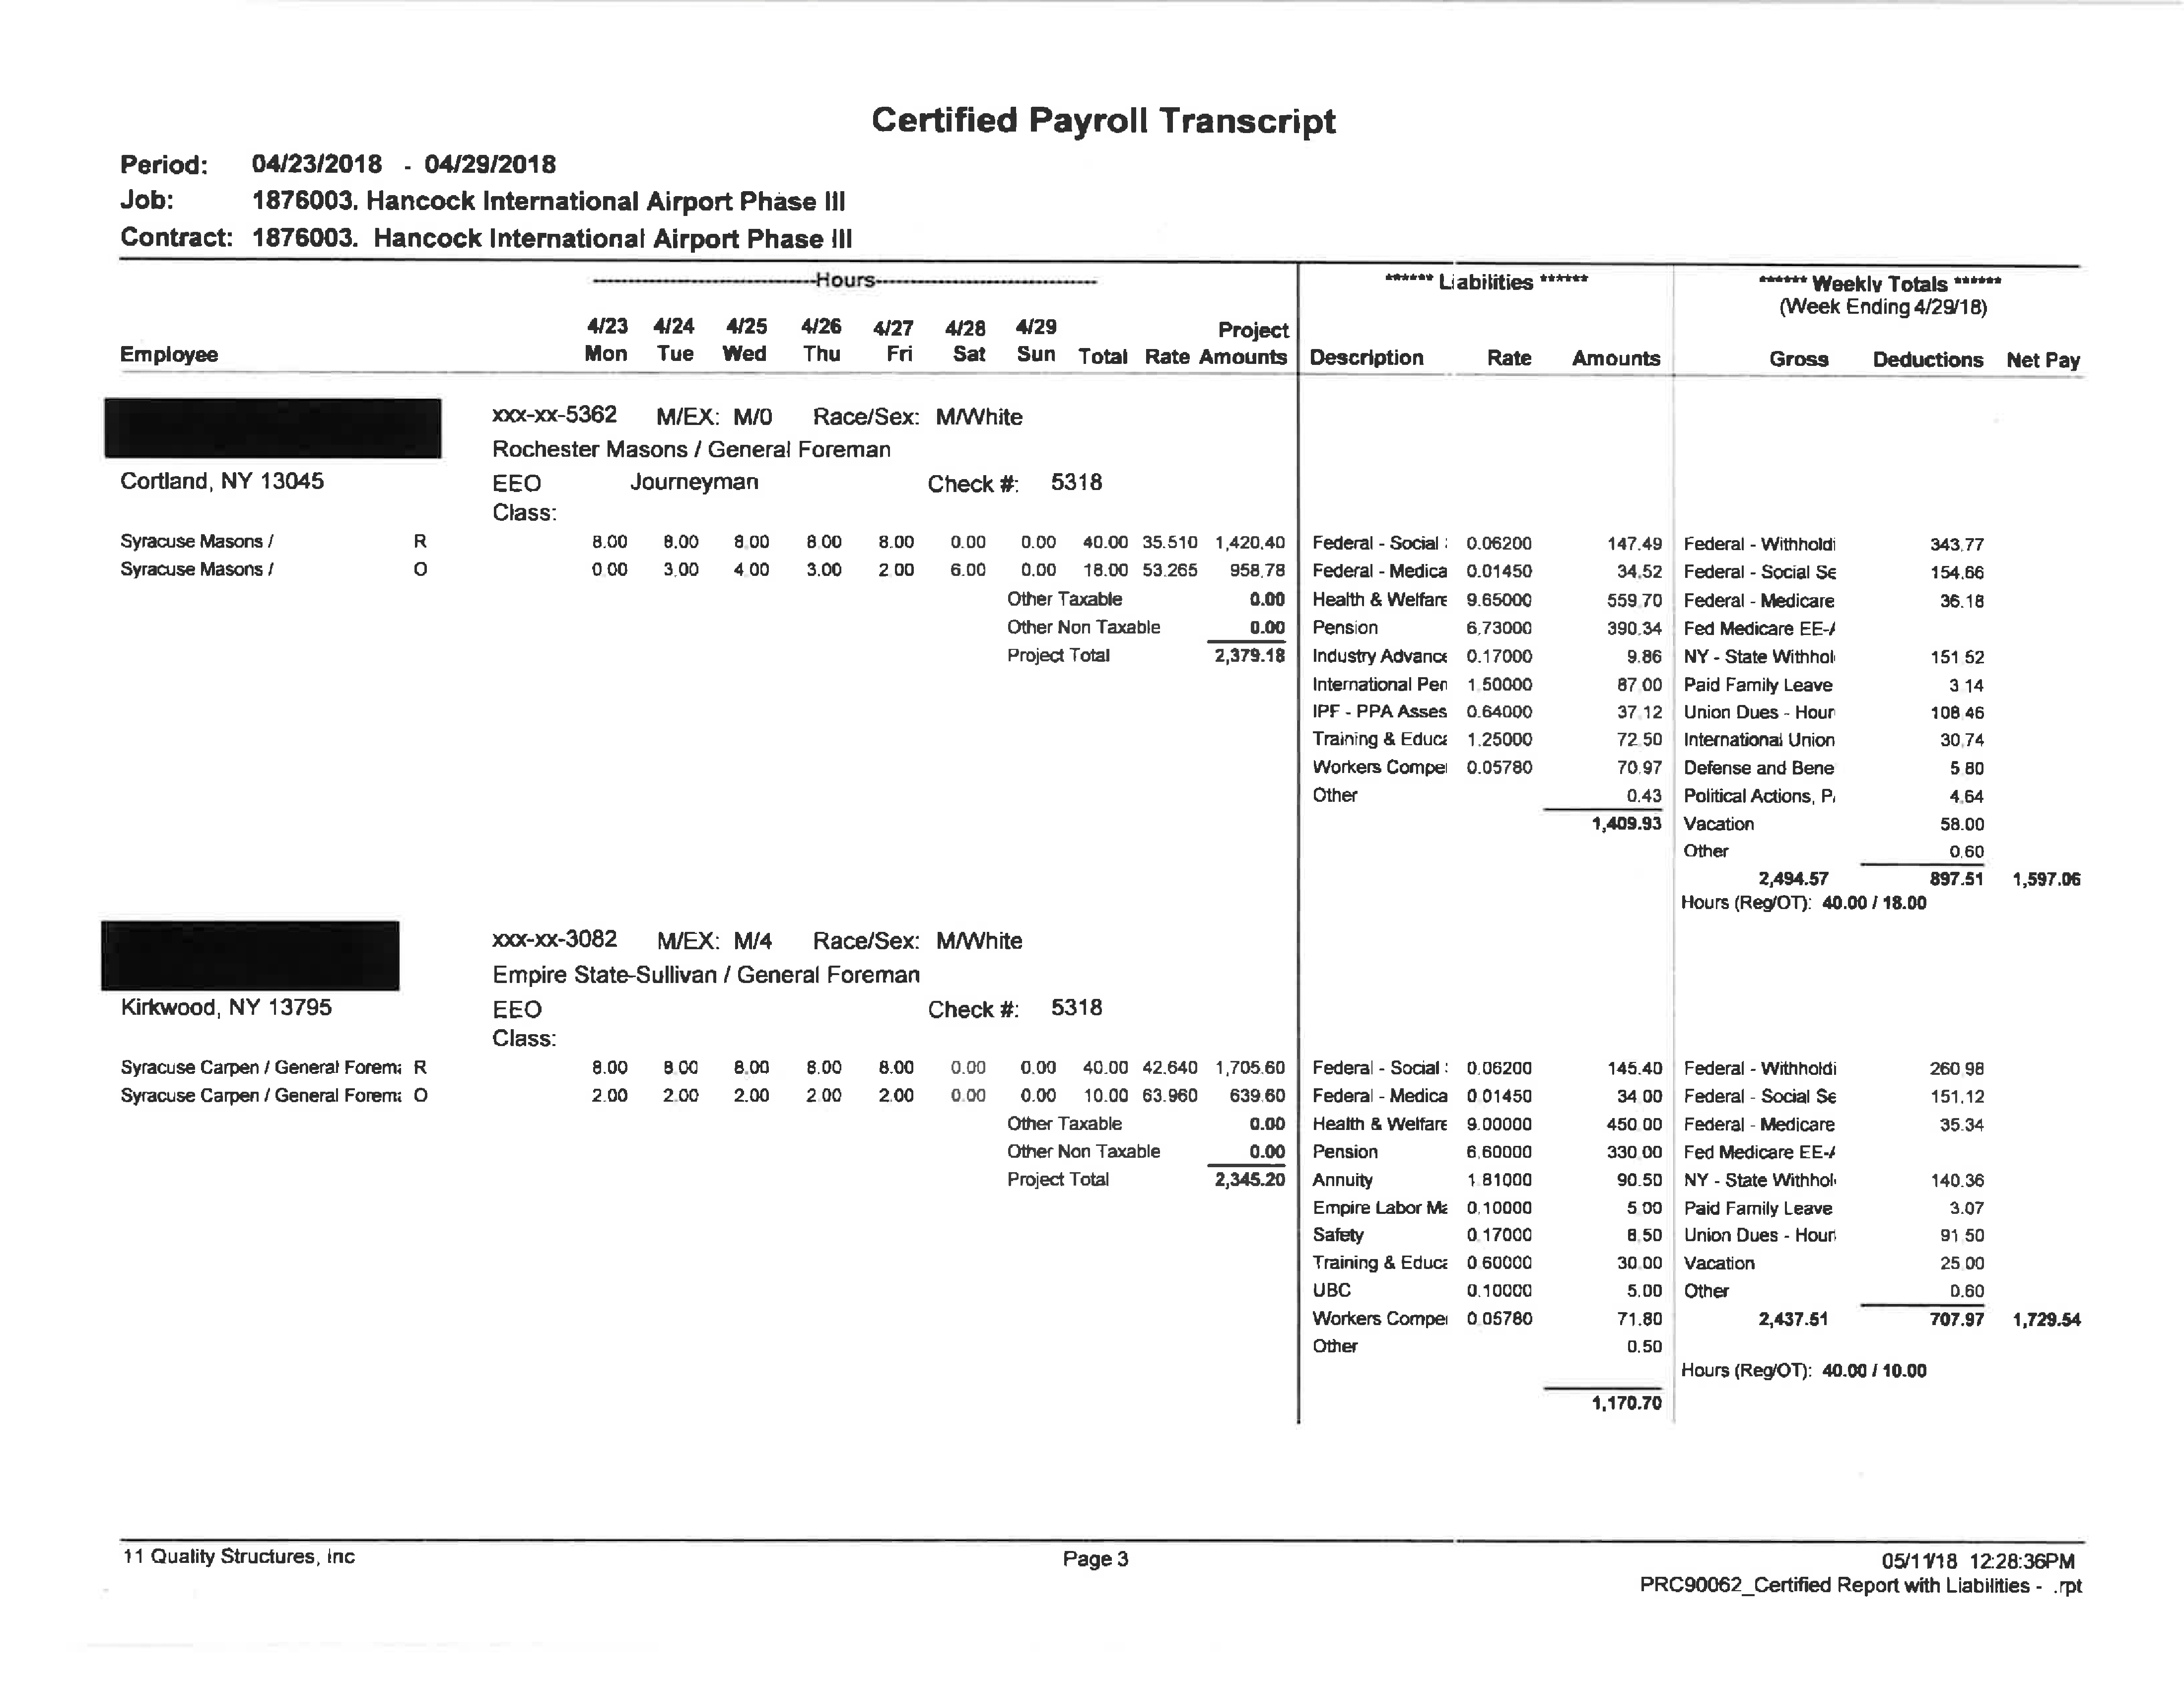 Certified Payroll Transcript
Period: 04/23/2018 - 04/29/2018
Job: 1876003. Hancock International Airport Phase III
Contract: 1876003. Hancock International Airport Phase III
Hours ****** Liabilities ****** ****** Weekly Totals ******
(Week Ending 4/29/18)
4/23 4/24 4/25 4/26 4/27 4/28 4/29 Project
Employee Mon Tue Wed Thu Fri Sat Sun Total Rate Amounts Description Rate Amounts Gross Deductions Net Pay
xxx-xx-5362 M/EX: M/0 Race/Sex: M/White
Rochester Masons / General Foreman
Cortland, NY 13045 EEO Journeyman Check #: 5318
Class:
Syracuse Masons / R 8.00 8.00 8.00 8.00 8.00 0.00 0.00 40.00 35.510 1,420.40 Federal - Social : 0.06200 147.49 Federal - Withholdi 343.77
Syracuse Masons / O 0.00 3.00 4.00 3.00 2.00 6.00 0.00 18.00 53.265 958.78 Federal - Medica 0.01450 34.52 Federal - Social Se 154.66
Other Taxable 0.00 Health & Welfare 9.65000 559.70 Federal - Medicare 36.18
Other Non Taxable 0.00 Pension 6.73000 390.34 Fed Medicare EE-A
Project Total 2,379.18 Industry Advance 0.17000 9.86 NY - State Withhol 151.52
International Pen 1.50000 87.00 Paid Family Leave 3.14
IPF - PPA Asses 0.64000 37.12 Union Dues - Hour 108.46
Training & Educa 1.25000 72.50 International Union 30.74
Workers Compe 0.05780 70.97 Defense and Bene 5.80
Other 0.43 Political Actions, P 4.64
1,409.93 Vacation 58.00
Other 0.60
2,494.57 897.51 1,597.06
Hours (Reg/OT): 40.00 / 18.00
xxx-xx-3082 M/EX: M/4 Race/Sex: M/White
Empire State-Sullivan / General Foreman
Kirkwood, NY 13795 EEO Check #: 5318
Class:
Syracuse Carpen / General Forema R 8.00 8.00 8.00 8.00 8.00 0.00 0.00 40.00 42.640 1,705.60 Federal - Social : 0.06200 145.40 Federal - Withholdi 260.98
Syracuse Carpen / General Forema O 2.00 2.00 2.00 2.00 2.00 0.00 0.00 10.00 63.960 639.60 Federal - Medica 0.01450 34.00 Federal - Social Se 151.12
Other Taxable 0.00 Health & Welfare 9.00000 450.00 Federal - Medicare 35.34
Other Non Taxable 0.00 Pension 6.60000 330.00 Fed Medicare EE-A
Project Total 2,345.20 Annuity 1.81000 90.50 NY - State Withhol 140.36
Empire Labor Ma 0.10000 5.00 Paid Family Leave 3.07
Safety 0.17000 8.50 Union Dues - Hour 91.50
Training & Educa 0.60000 30.00 Vacation 25.00
UBC 0.10000 5.00 Other 0.60
Workers Compe 0.05780 71.80 2,437.51 707.97 1,729.54
Other 0.50
Hours (Reg/OT): 40.00 / 10.00
1,170.70
11 Quality Structures, Inc Page 3 05/11/18 12:28:36PM
PRC90062_Certified Report with Liabilities - .rpt